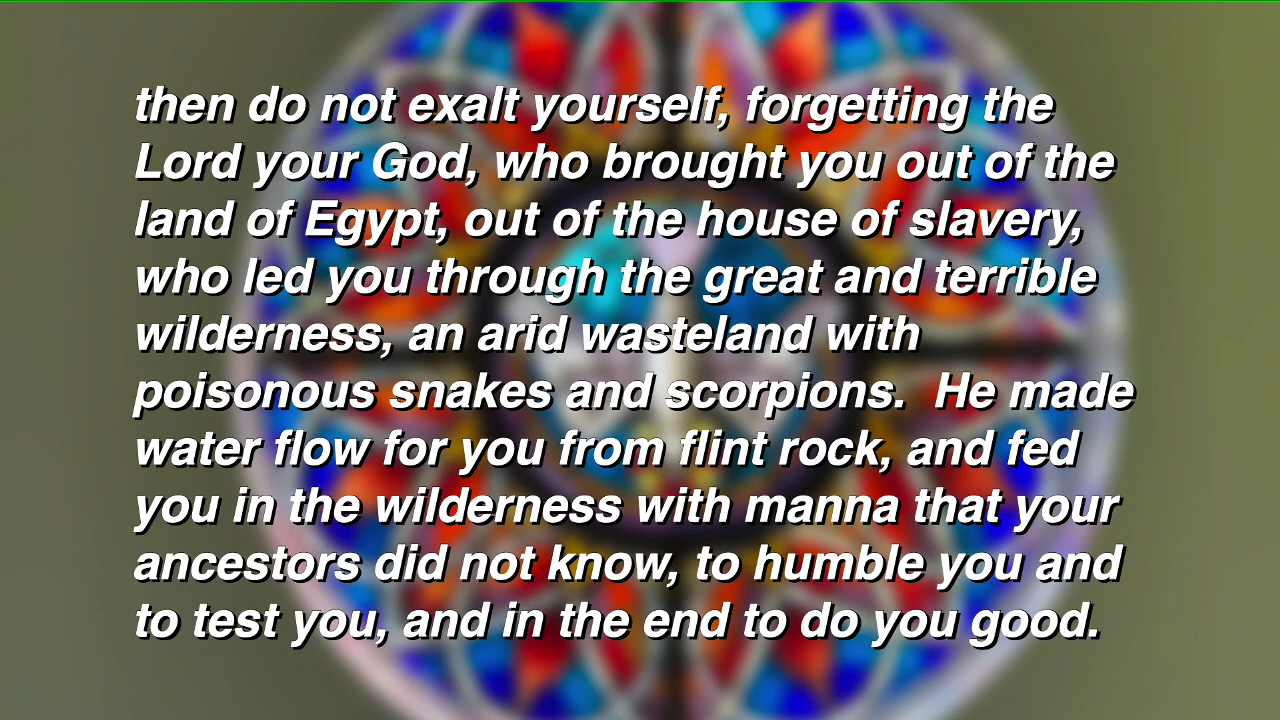 then do not exalt yourself, forgetting the
Lord your God, who brought you out of the
land of Egypt, out of the house of slavery,
who led you through the great and terrible
wilderness, an arid wasteland with
poisonous snakes and scorpions.  He made
water flow for you from flint rock, and fed
you in the wilderness with manna that your
ancestors did not know, to humble you and
to test you, and in the end to do you good.